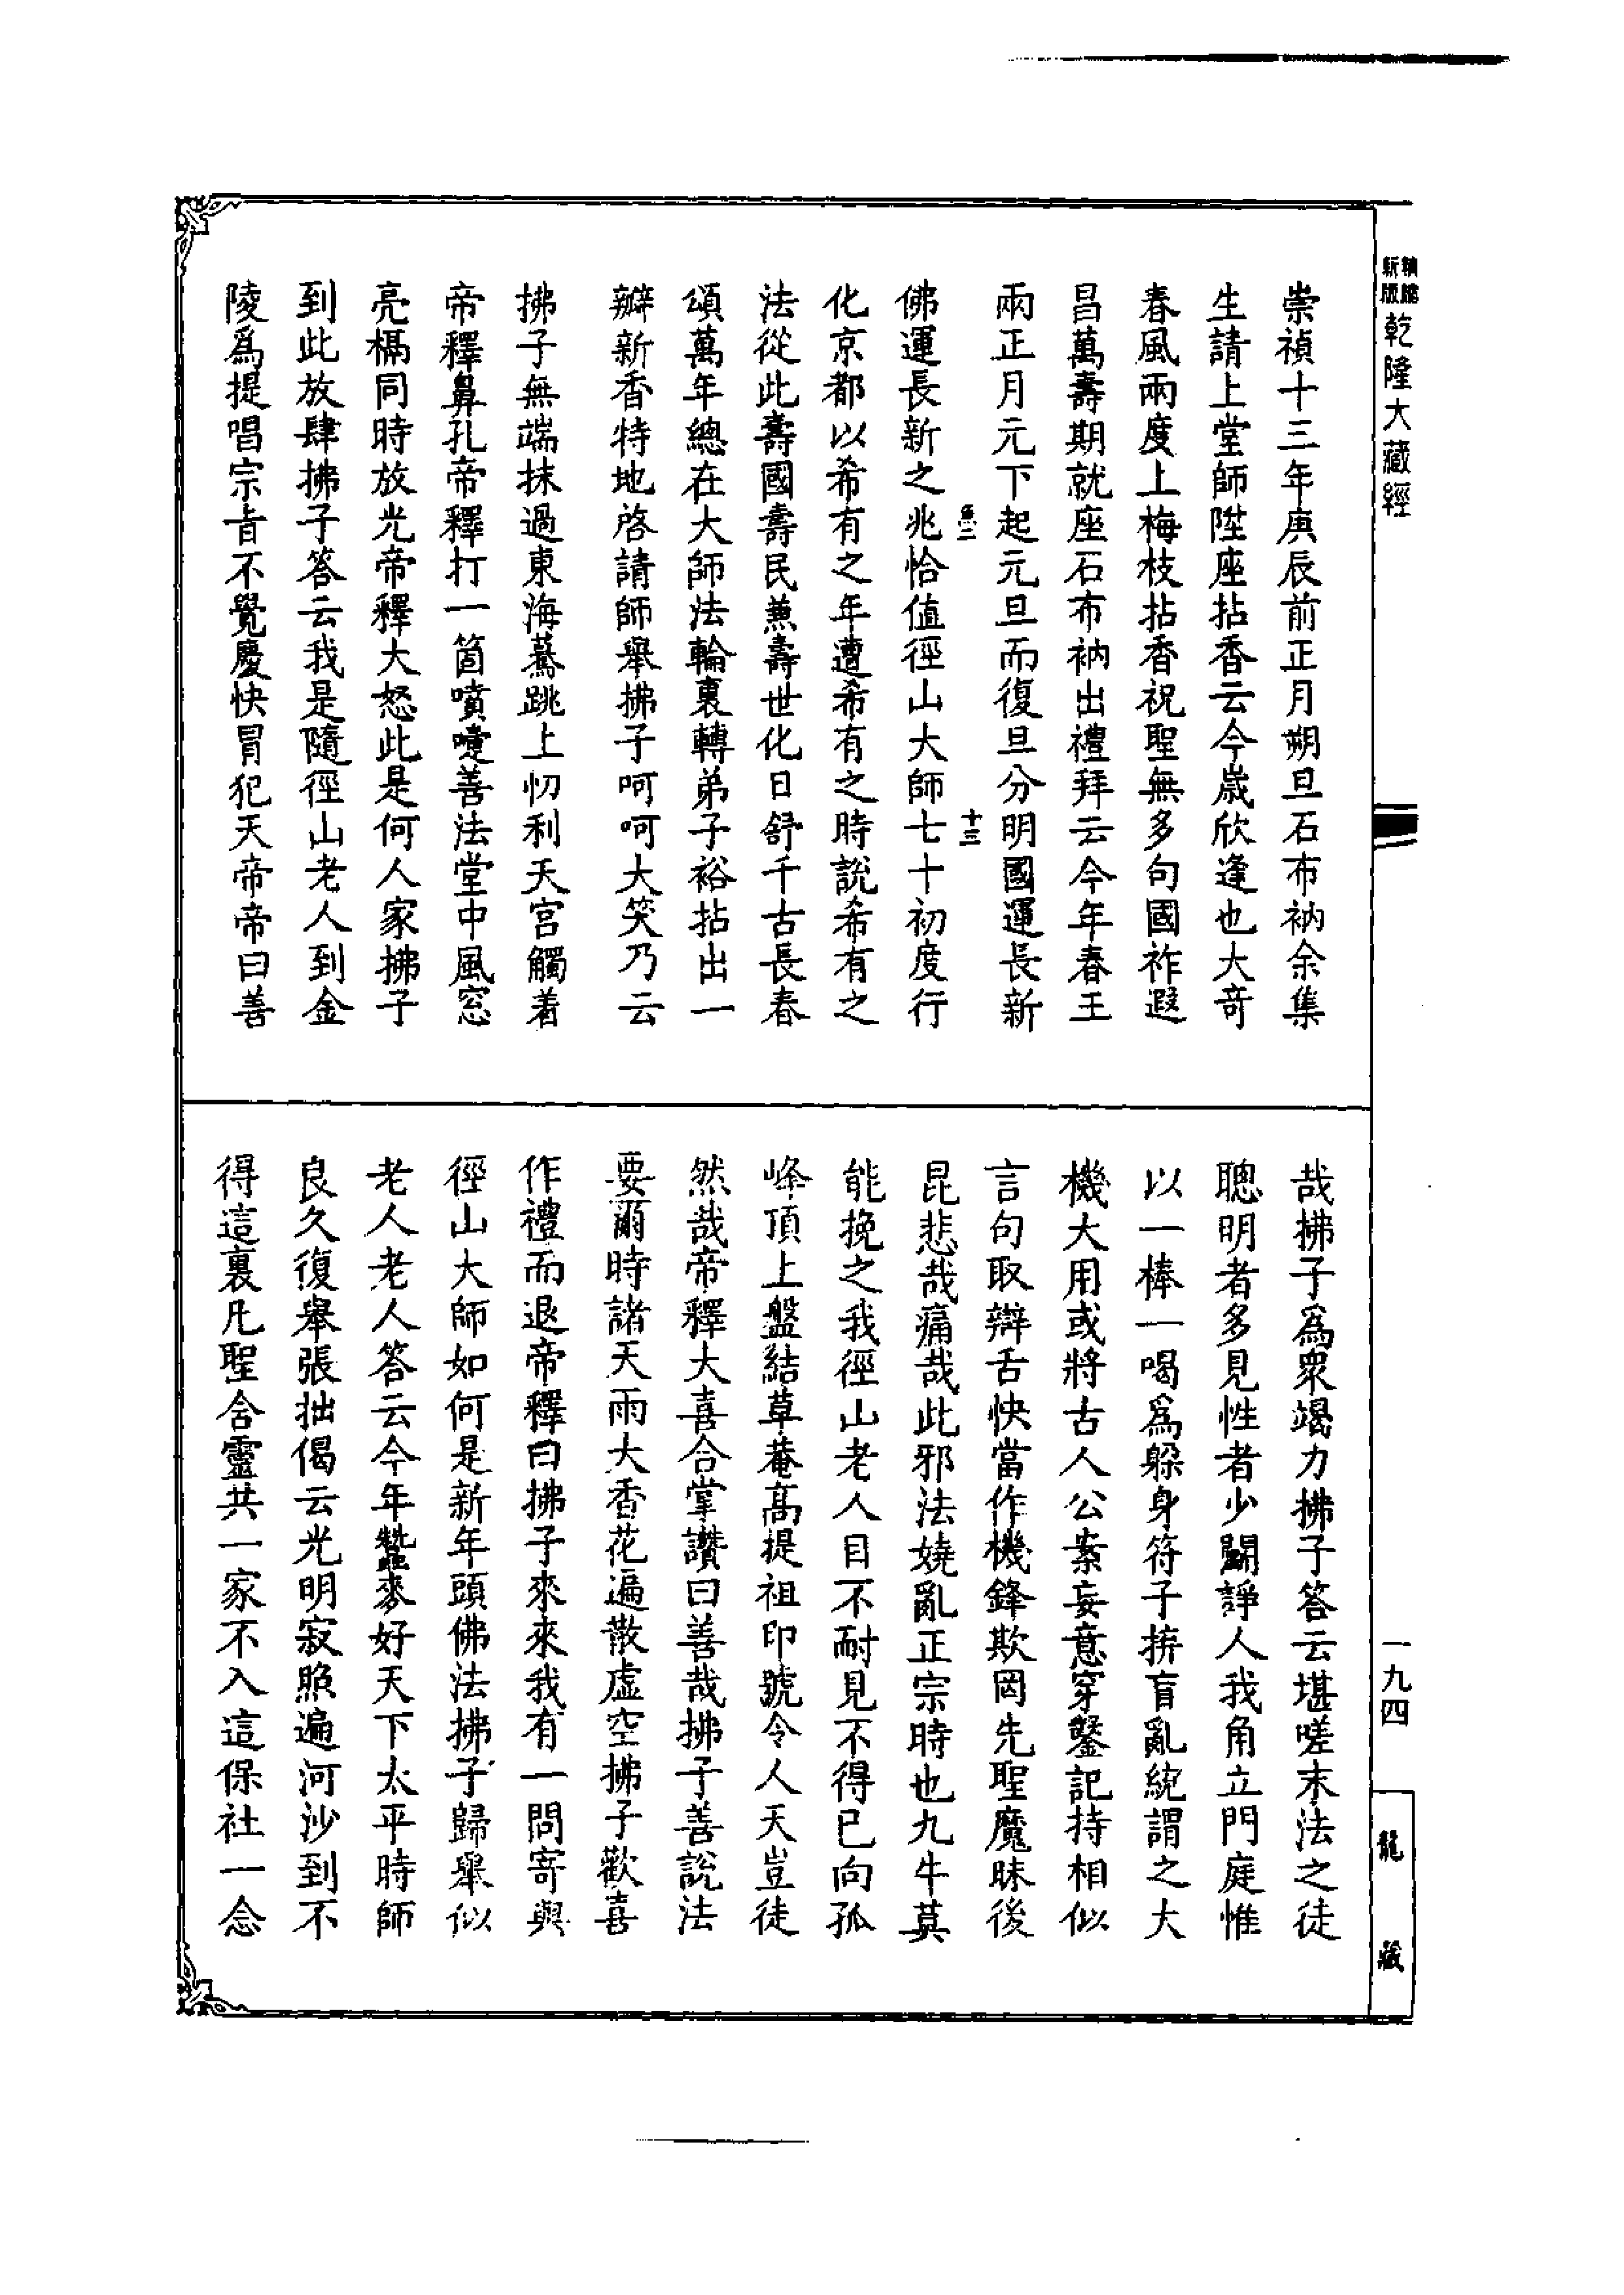 新版
乾隆大藏經
崇禎十三年庚辰前正月朔旦石布衲余集
生請上堂師陞座拈香云今歲欣逢也大奇
春風兩度上梅枝拈香祝聖無多句國祚遐
昌萬壽期就座石布衲出禮拜云今年春王
兩正月元下起元旦而復旦分明國運長新
十三
佛運長新之兆恰值徑山大師七十初度行
化京都以希有之年遭希有之時說希有之
法從此壽國壽民兼壽世化日舒千古長春
頌萬年總在大師法輪裏轉弟子裕拈出一
瓣新香特地啓請師舉拂子呵呵大笑乃云
拂子無端抹過東海驀跳上忉利天宫觸着
帝釋鼻孔帝釋打一箇噴嚏善法堂中風窓
亮槅同時放光帝釋大怒此是何人家拂子
到此放肆拂子答云我是隨徑山老人到金
陵爲提唱宗旨不覺慶快冒犯天帝帝曰善
哉拂子爲衆竭力拂子答云堪嗟末法之徒
聰明者多見性者少鬭諍人我角立門庭惟
以一棒一喝爲躱身符子擠盲亂統謂之大
機大用或將古人公案妄意穿鑿記持相似
言句取辯舌快當作機鋒欺罔先聖魔昧後
昆悲哉痛哉此邪法嬈亂正宗時也九牛莫
能挽之我徑山老人目不耐見不得已向孤
峰頂上盤結草菴高提祖印號令人天豈徒
然哉帝釋大喜合掌讚曰善哉拂子善說法
要爾時諸天雨大香花遍散虛空拂子歡喜
作禮而退帝釋曰拂子來來我有一問寄與
徑山大師如何是新年頭佛法拂子歸舉似
老人老人答云今年蠶麥好天下太平時師
良久復舉張拙偈云光明寂照遍河沙到不
得這裏凡聖含靈共一家不入這保社一念
一九四
龍藏